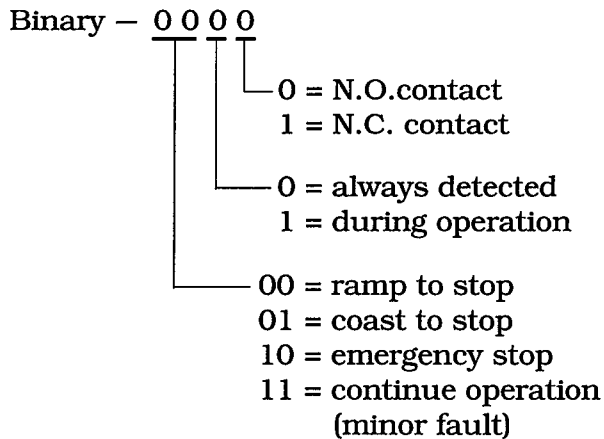 Binary – 0 0 0 0
0 = N.O.contact
1 = N.C. contact
0 = always detected
1 = during operation
00 = ramp to stop
01 = coast to stop
10 = emergency stop
11 = continue operation
(minor fault)